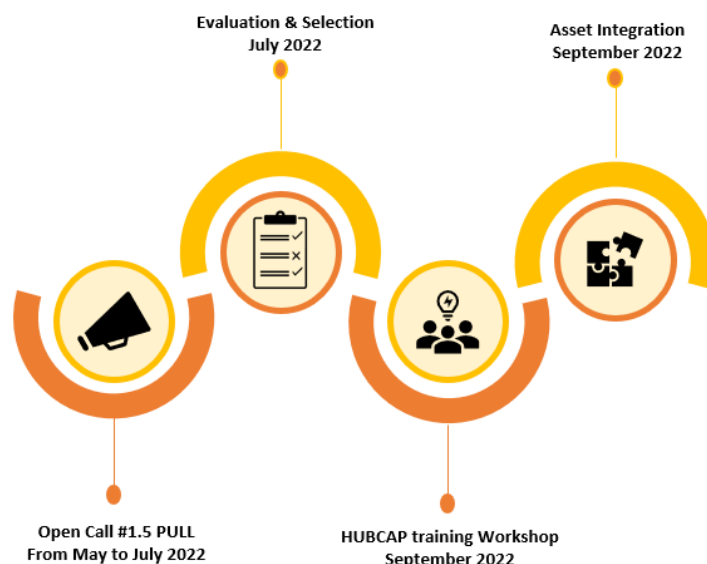 Evaluation & Selection
July 2022
Asset Integration
September 2022
Open Call #1.5 PULL
From May to July 2022
HUBCAP training Workshop
September 2022